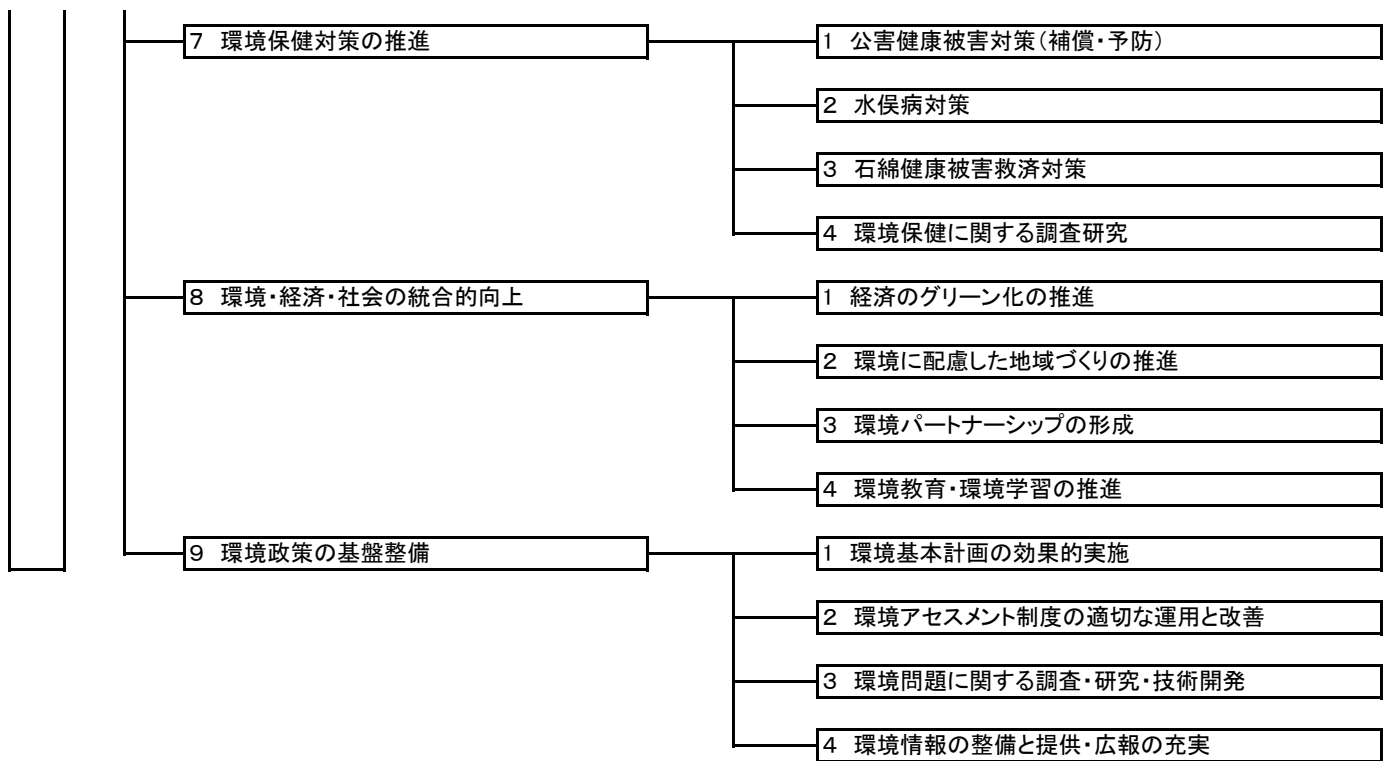 7 環境保健対策の推進
1 公害健康被害対策(補償・予防)
2 水俣病対策
3 石綿健康被害救済対策
4 環境保健に関する調査研究
8 環境・経済・社会の統合的向上
1 経済のグリーン化の推進
2 環境に配慮した地域づくりの推進
3 環境パートナーシップの形成
4 環境教育・環境学習の推進
9 環境政策の基盤整備
1 環境基本計画の効果的実施
2 環境アセスメント制度の適切な運用と改善
3 環境問題に関する調査・研究・技術開発
4 環境情報の整備と提供・広報の充実